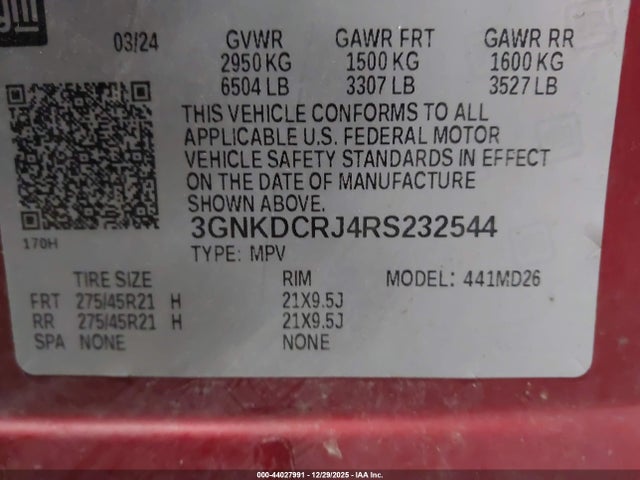 gm
03/24 GVWR GAWR FRT GAWR RR
2950 KG 1500 KG 1600 KG
6504 LB 3307 LB 3527 LB
THIS VEHICLE CONFORMS TO ALL
APPLICABLE U.S. FEDERAL MOTOR
VEHICLE SAFETY STANDARDS IN EFFECT
ON THE DATE OF MANUFACTURE
SHOWN ABOVE.
3GNKDCRJ4RS232544
170H
TYPE: MPV
TIRE SIZE RIM MODEL: 441MD26
FRT 275/45R21 H 21X9.5J
RR 275/45R21 H 21X9.5J
SPA NONE NONE
000-44027991 - 12/29/2025 - IAA Inc.